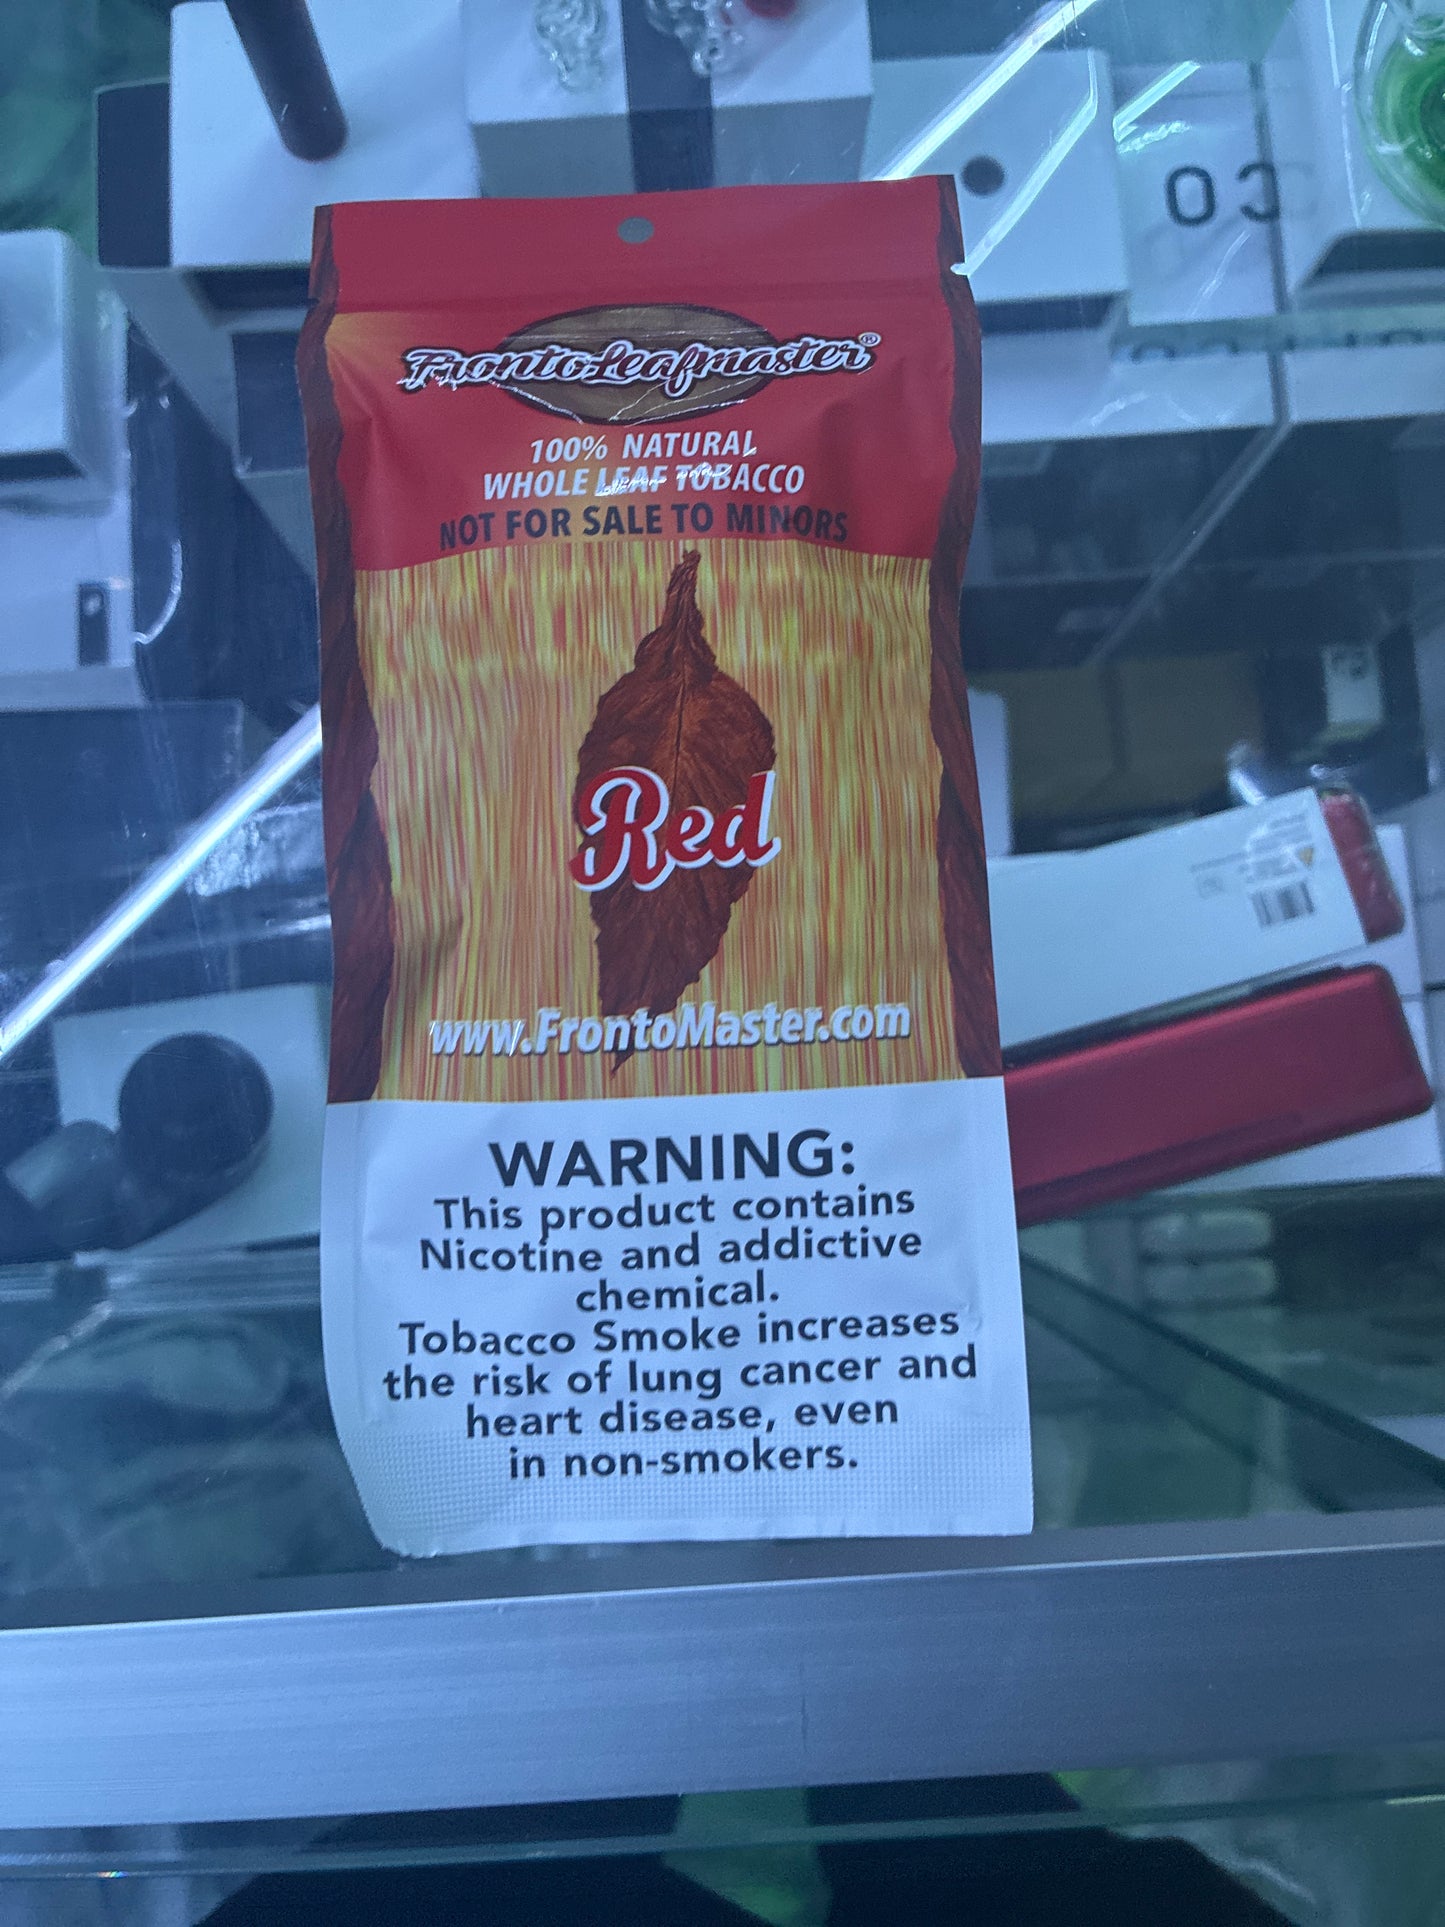 03
FrontoLeafmaster®
100% NATURAL
WHOLE LEAF TOBACCO
NOT FOR SALE TO MINORS
Red
www.FrontoMaster.com
WARNING:
This product contains
Nicotine and addictive
chemical.
Tobacco Smoke increases
the risk of lung cancer and
heart disease, even
in non-smokers.